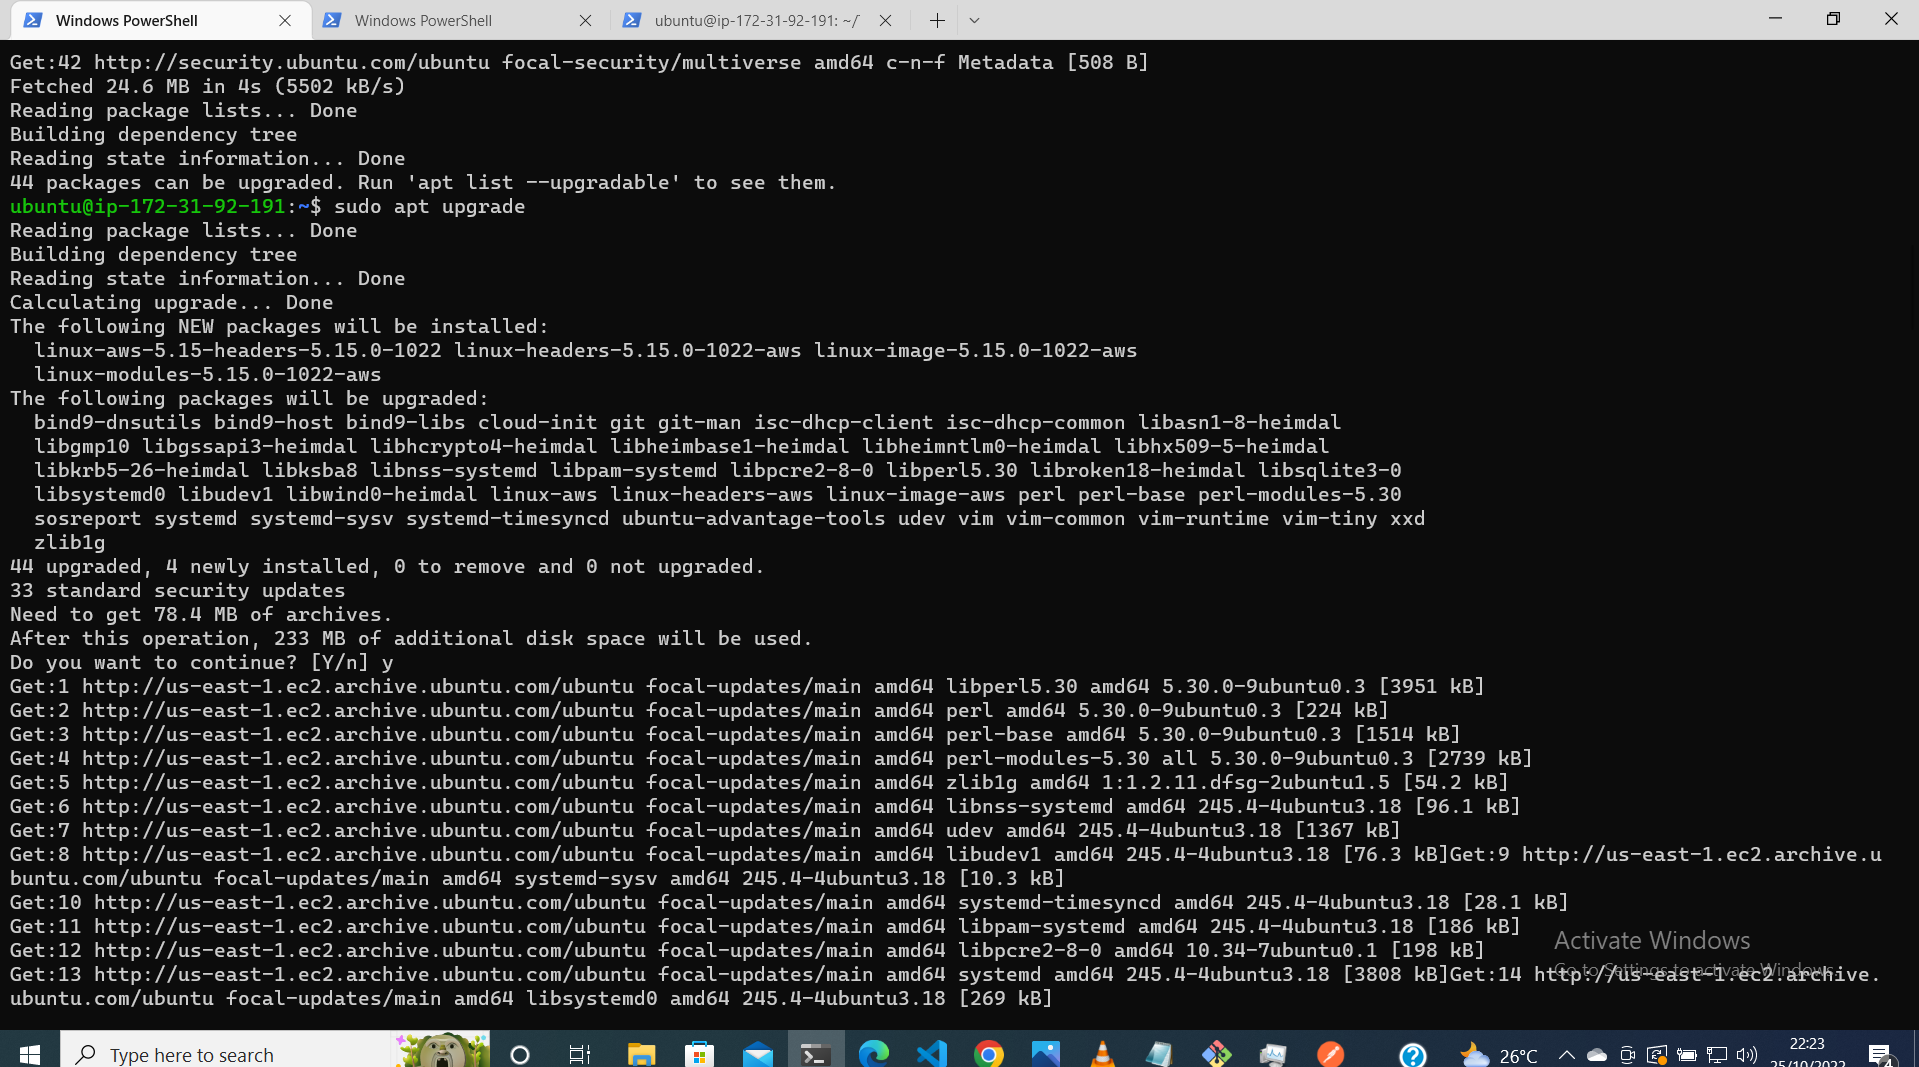 Windows PowerShell
Windows PowerShell
ubuntu@ip-172-31-92-191: ~/
Get:42 http://security.ubuntu.com/ubuntu focal-security/multiverse amd64 c-n-f Metadata [508 B]
Fetched 24.6 MB in 4s (5502 kB/s)
Reading package lists... Done
Building dependency tree
Reading state information... Done
44 packages can be upgraded. Run 'apt list --upgradable' to see them.
ubuntu@ip-172-31-92-191:~$ sudo apt upgrade
Reading package lists... Done
Building dependency tree
Reading state information... Done
Calculating upgrade... Done
The following NEW packages will be installed:
  linux-aws-5.15-headers-5.15.0-1022 linux-headers-5.15.0-1022-aws linux-image-5.15.0-1022-aws
  linux-modules-5.15.0-1022-aws
The following packages will be upgraded:
  bind9-dnsutils bind9-host bind9-libs cloud-init git git-man isc-dhcp-client isc-dhcp-common libasn1-8-heimdal
  libgmp10 libgssapi3-heimdal libhcrypto4-heimdal libheimbase1-heimdal libheimntlm0-heimdal libhx509-5-heimdal
  libkrb5-26-heimdal libksba8 libnss-systemd libpam-systemd libpcre2-8-0 libperl5.30 libroken18-heimdal libsqlite3-0
  libsystemd0 libudev1 libwind0-heimdal linux-aws linux-headers-aws linux-image-aws perl perl-base perl-modules-5.30
  sosreport systemd systemd-sysv systemd-timesyncd ubuntu-advantage-tools udev vim vim-common vim-runtime vim-tiny xxd
  zlib1g
44 upgraded, 4 newly installed, 0 to remove and 0 not upgraded.
33 standard security updates
Need to get 78.4 MB of archives.
After this operation, 233 MB of additional disk space will be used.
Do you want to continue? [Y/n] y
Get:1 http://us-east-1.ec2.archive.ubuntu.com/ubuntu focal-updates/main amd64 libperl5.30 amd64 5.30.0-9ubuntu0.3 [3951 kB]
Get:2 http://us-east-1.ec2.archive.ubuntu.com/ubuntu focal-updates/main amd64 perl amd64 5.30.0-9ubuntu0.3 [224 kB]
Get:3 http://us-east-1.ec2.archive.ubuntu.com/ubuntu focal-updates/main amd64 perl-base amd64 5.30.0-9ubuntu0.3 [1514 kB]
Get:4 http://us-east-1.ec2.archive.ubuntu.com/ubuntu focal-updates/main amd64 perl-modules-5.30 all 5.30.0-9ubuntu0.3 [2739 kB]
Get:5 http://us-east-1.ec2.archive.ubuntu.com/ubuntu focal-updates/main amd64 zlib1g amd64 1:1.2.11.dfsg-2ubuntu1.5 [54.2 kB]
Get:6 http://us-east-1.ec2.archive.ubuntu.com/ubuntu focal-updates/main amd64 libnss-systemd amd64 245.4-4ubuntu3.18 [96.1 kB]
Get:7 http://us-east-1.ec2.archive.ubuntu.com/ubuntu focal-updates/main amd64 udev amd64 245.4-4ubuntu3.18 [1367 kB]
Get:8 http://us-east-1.ec2.archive.ubuntu.com/ubuntu focal-updates/main amd64 libudev1 amd64 245.4-4ubuntu3.18 [76.3 kB]Get:9 http://us-east-1.ec2.archive.u
buntu.com/ubuntu focal-updates/main amd64 systemd-sysv amd64 245.4-4ubuntu3.18 [10.3 kB]
Get:10 http://us-east-1.ec2.archive.ubuntu.com/ubuntu focal-updates/main amd64 systemd-timesyncd amd64 245.4-4ubuntu3.18 [28.1 kB]
Get:11 http://us-east-1.ec2.archive.ubuntu.com/ubuntu focal-updates/main amd64 libpam-systemd amd64 245.4-4ubuntu3.18 [186 kB]
Get:12 http://us-east-1.ec2.archive.ubuntu.com/ubuntu focal-updates/main amd64 libpcre2-8-0 amd64 10.34-7ubuntu0.1 [198 kB]
Get:13 http://us-east-1.ec2.archive.ubuntu.com/ubuntu focal-updates/main amd64 systemd amd64 245.4-4ubuntu3.18 [3808 kB]Get:14 http://us-east-1.ec2.archive.
ubuntu.com/ubuntu focal-updates/main amd64 libsystemd0 amd64 245.4-4ubuntu3.18 [269 kB]
Activate Windows
Go to Settings to activate Windows.
Type here to search
26°C
22:23
25/10/2022
4